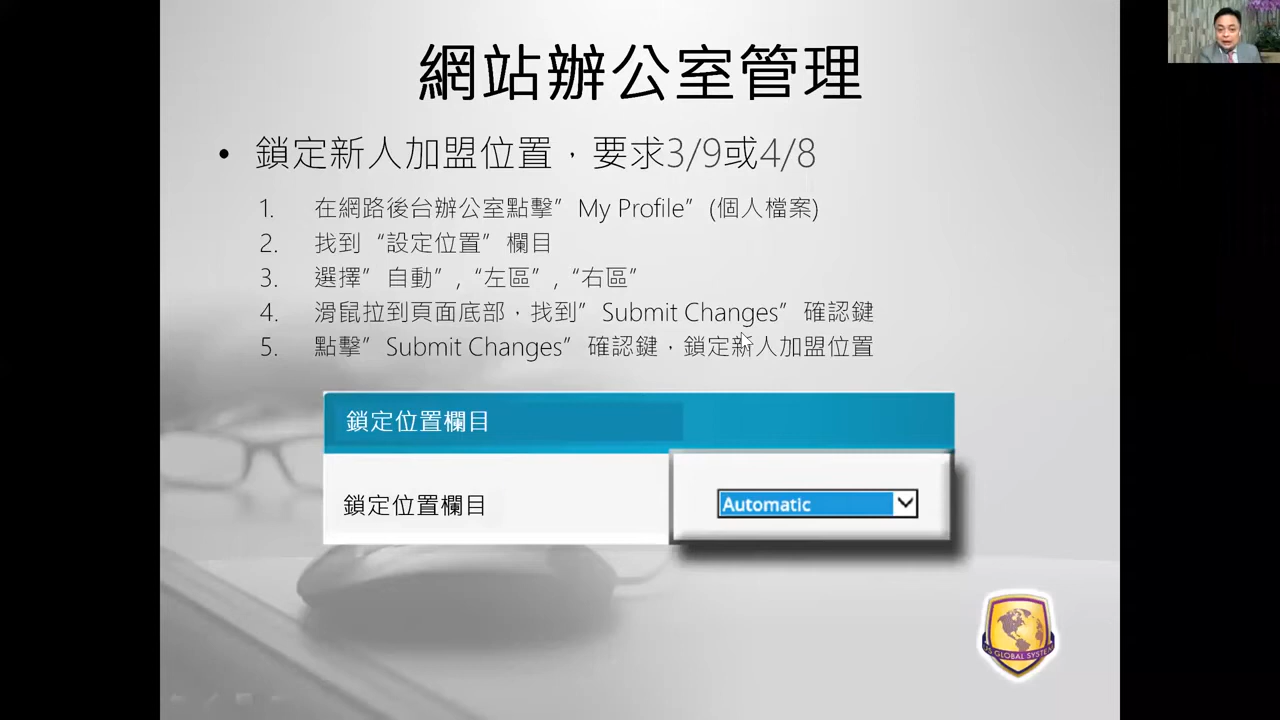 網站辦公室管理
• 鎖定新人加盟位置，要求3/9或4/8
1. 在網路後台辦公室點擊”My Profile”(個人檔案)
2. 找到“設定位置”欄目
3. 選擇”自動”,“左區”,“右區”
4. 滑鼠拉到頁面底部，找到”Submit Changes”確認鍵
5. 點擊”Submit Changes”確認鍵，鎖定新人加盟位置
鎖定位置欄目
鎖定位置欄目
Automatic
GLOBAL SYSTEM